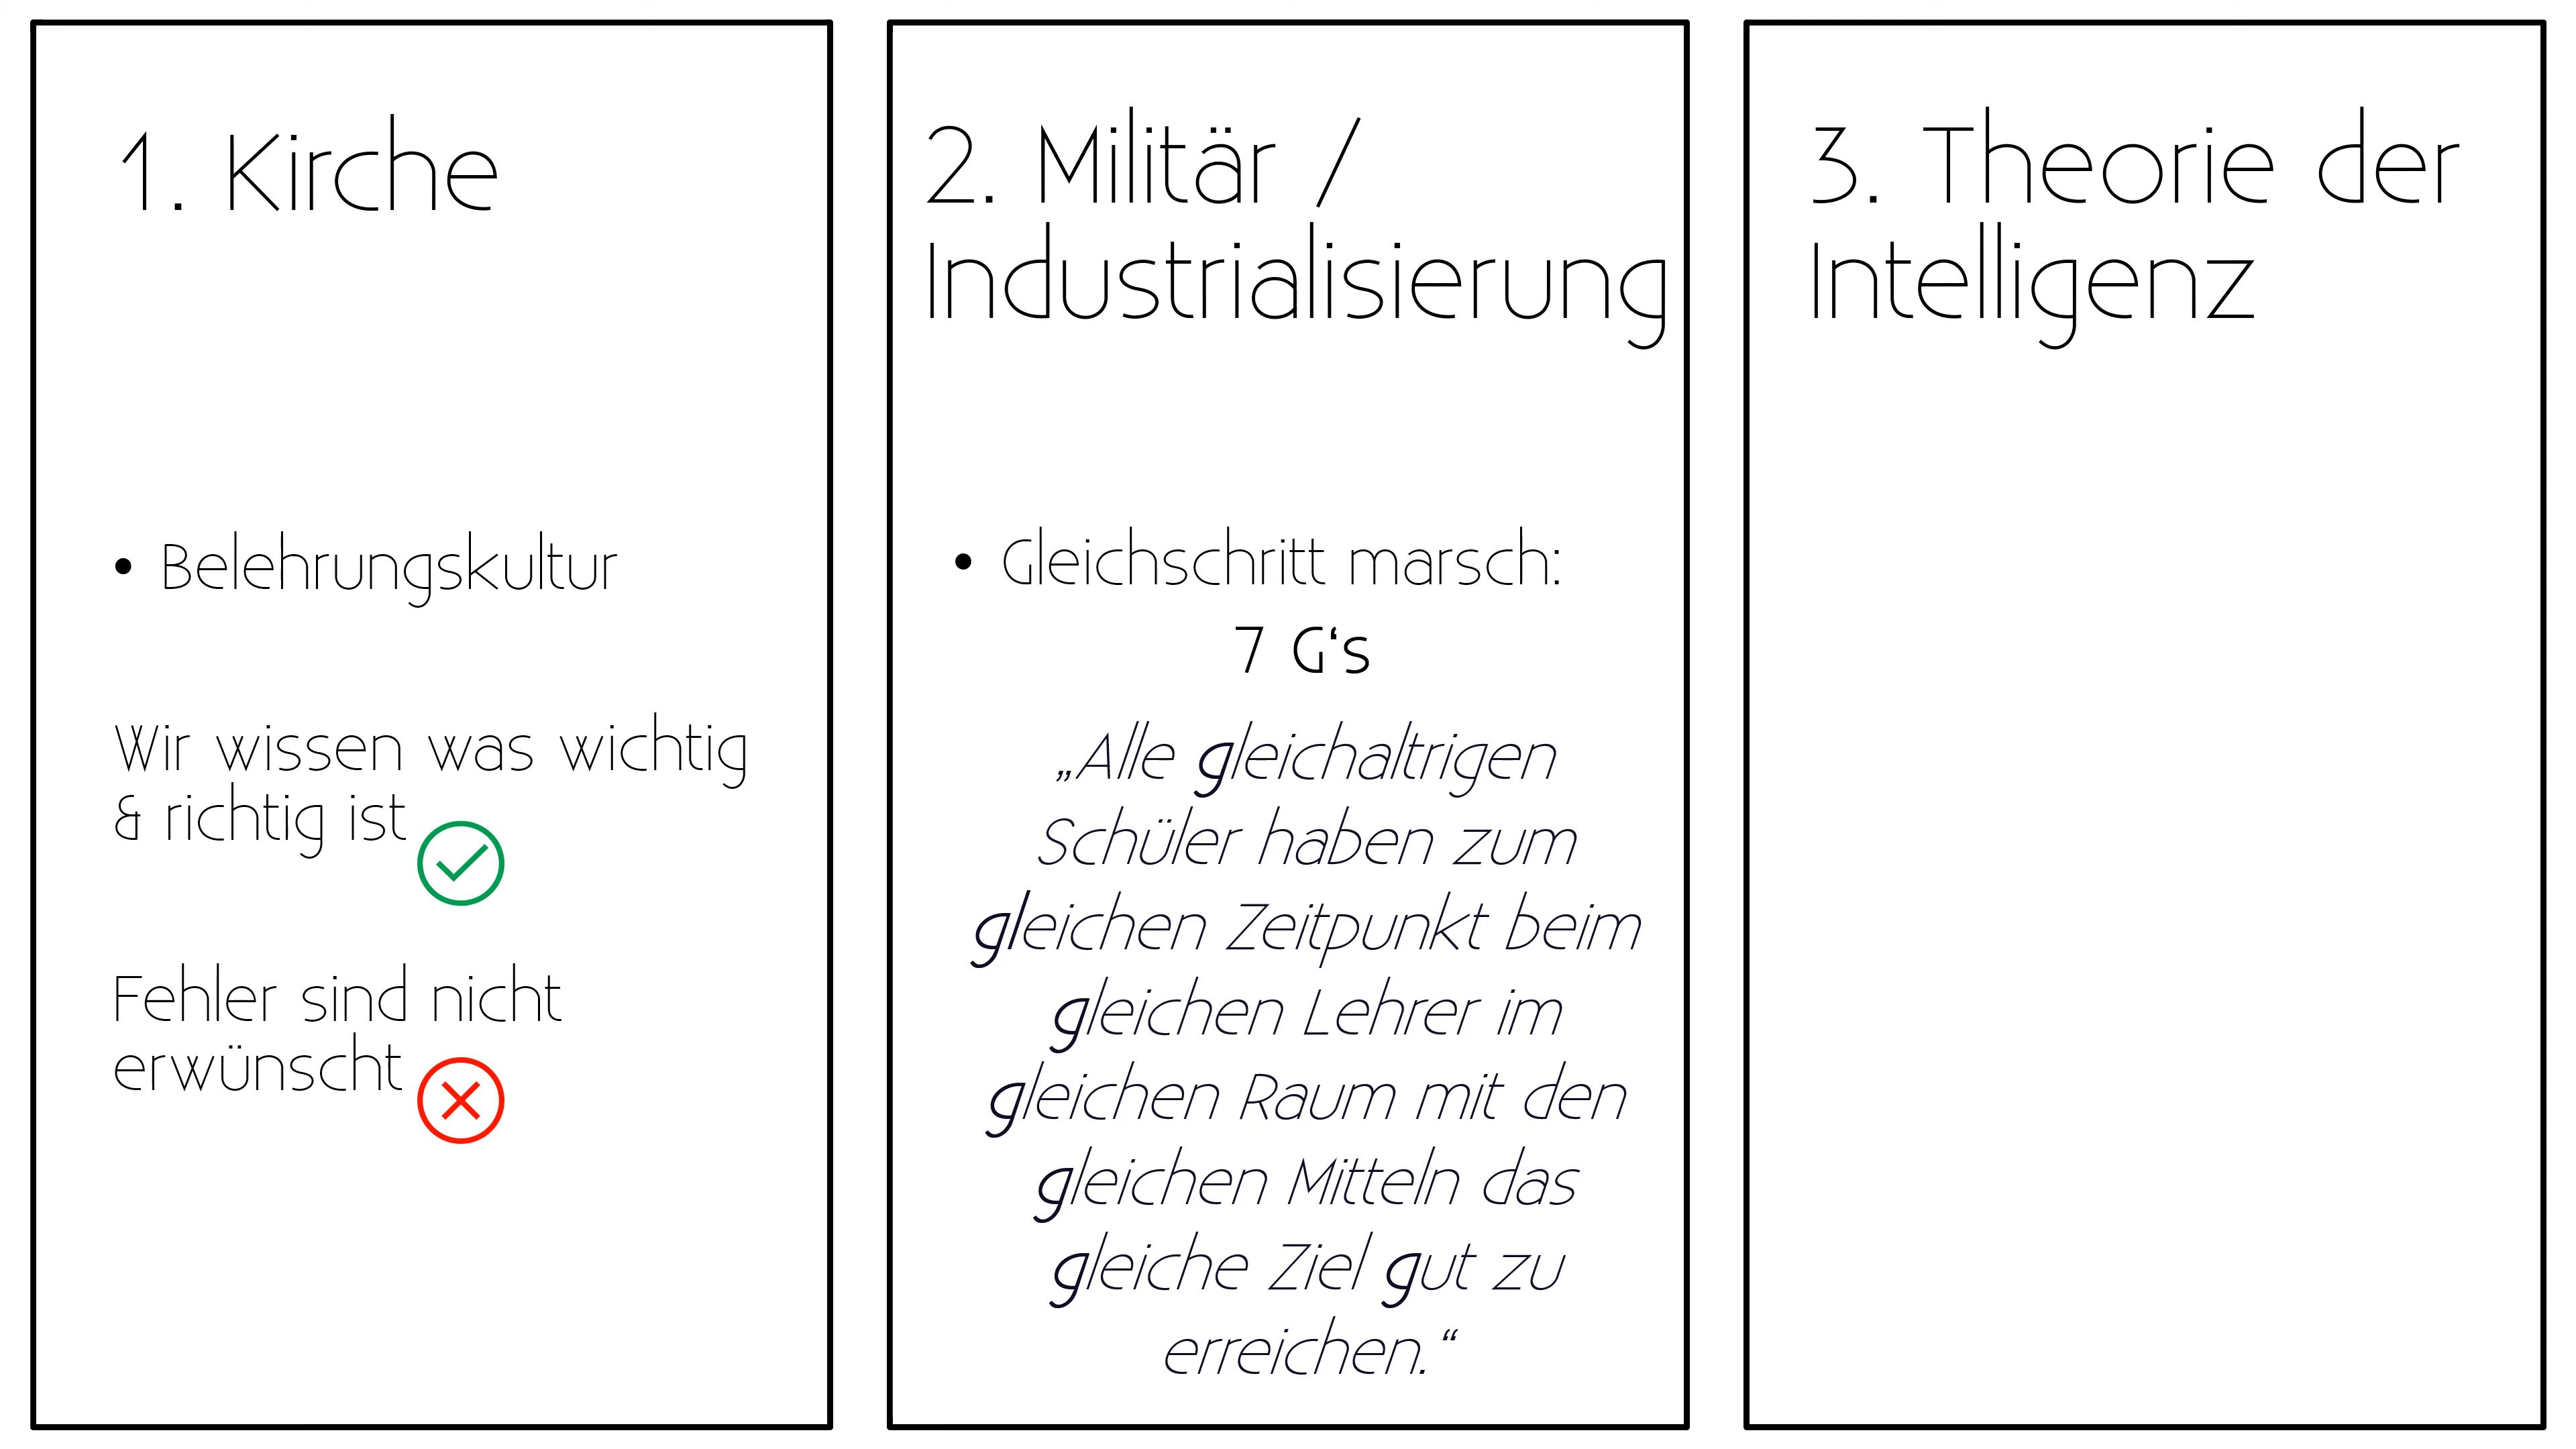 1. Kirche
• Belehrungskultur
Wir wissen was wichtig
& richtig ist
Fehler sind nicht
erwünscht
2. Militär /
Industrialisierung
• Gleichschritt marsch:
7 G‘s
„Alle gleichaltrigen
Schüler haben zum
gleichen Zeitpunkt beim
gleichen Lehrer im
gleichen Raum mit den
gleichen Mitteln das
gleiche Ziel gut zu
erreichen.“
3. Theorie der
Intelligenz